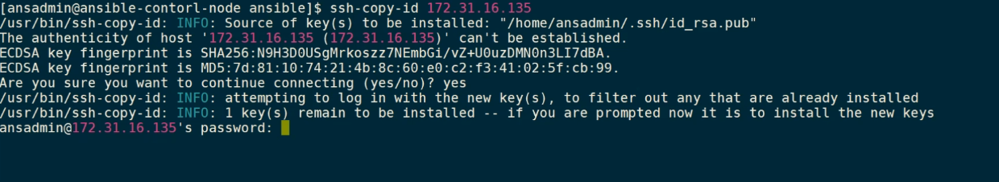 [ansadmin@ansible-contorl-node ansible]$ ssh-copy-id 172.31.16.135
/usr/bin/ssh-copy-id: INFO: Source of key(s) to be installed: "/home/ansadmin/.ssh/id_rsa.pub"
The authenticity of host '172.31.16.135 (172.31.16.135)' can't be established.
ECDSA key fingerprint is SHA256:N9H3D0USgMrkoszz7NEmbGi/vZ+U0uzDMN0n3LI7dBA.
ECDSA key fingerprint is MD5:7d:81:10:74:21:4b:8c:60:e0:c2:f3:41:02:5f:cb:99.
Are you sure you want to continue connecting (yes/no)? yes
/usr/bin/ssh-copy-id: INFO: attempting to log in with the new key(s), to filter out any that are already installed
/usr/bin/ssh-copy-id: INFO: 1 key(s) remain to be installed -- if you are prompted now it is to install the new keys
ansadmin@172.31.16.135's password: